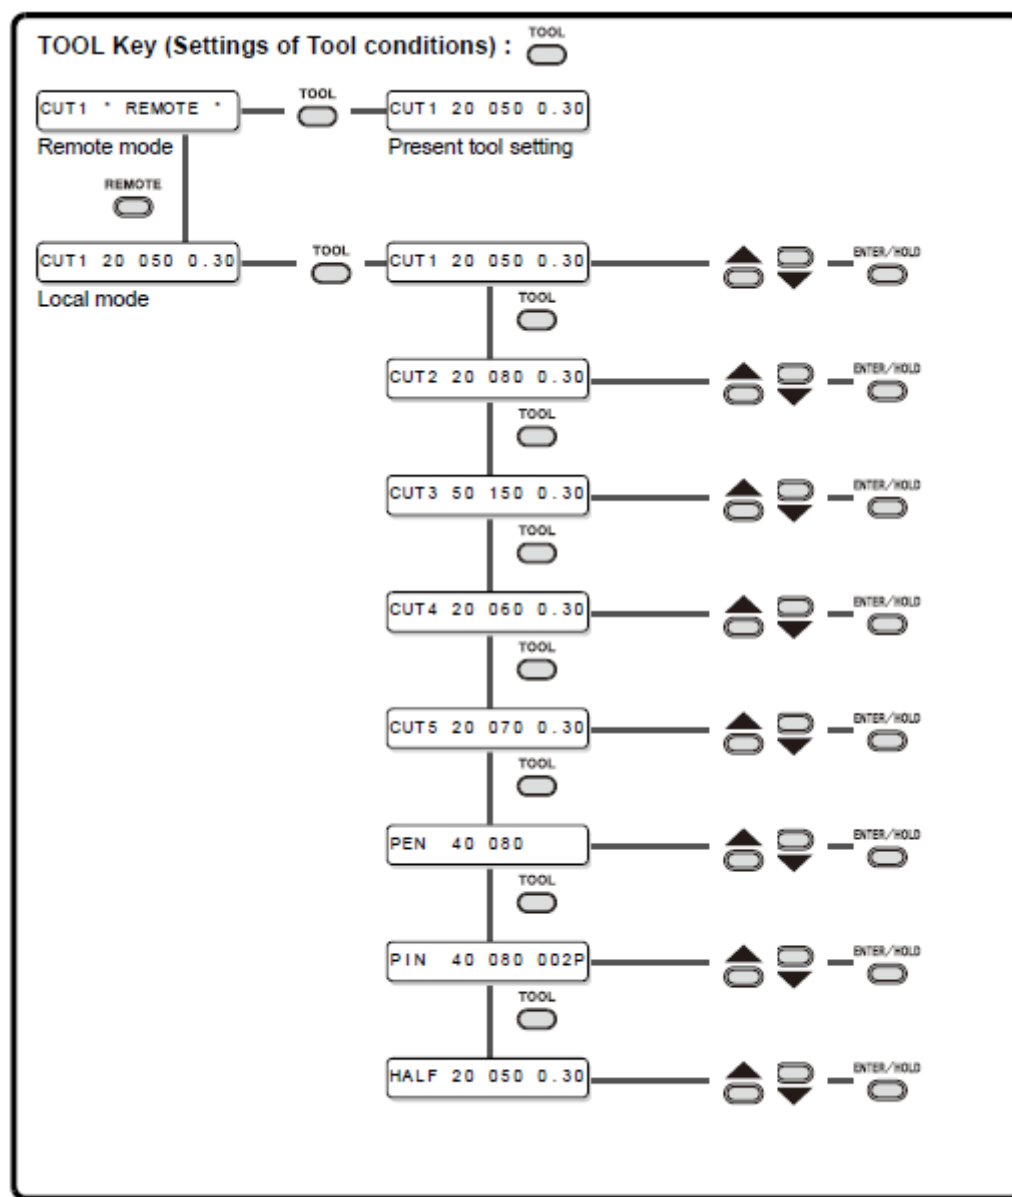 TOOL Key (Settings of Tool conditions) : TOOL
CUT1 * REMOTE * TOOL CUT1 20 050 0.30
Remote mode Present tool setting
REMOTE
CUT1 20 050 0.30 TOOL CUT1 20 050 0.30 ENTER/HOLD
Local mode TOOL
CUT2 20 080 0.30 ENTER/HOLD
TOOL
CUT3 50 150 0.30 ENTER/HOLD
TOOL
CUT4 20 060 0.30 ENTER/HOLD
TOOL
CUT5 20 070 0.30 ENTER/HOLD
TOOL
PEN 40 080 ENTER/HOLD
TOOL
PIN 40 080 002P ENTER/HOLD
TOOL
HALF 20 050 0.30 ENTER/HOLD